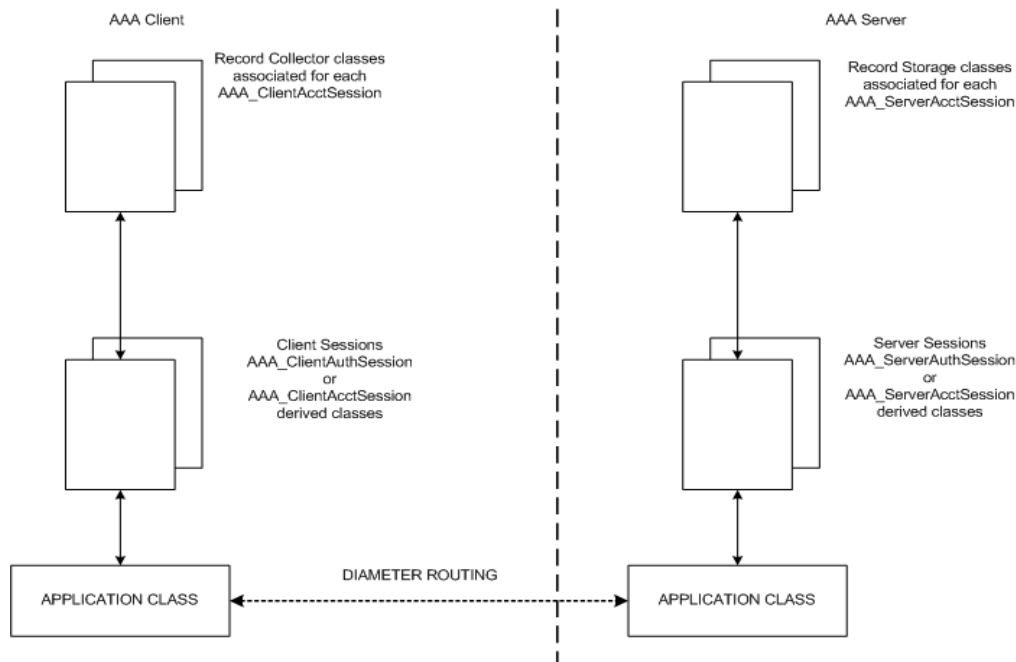 AAA Client
AAA Server
Record Collector classes
associated for each
AAA_ClientAcctSession
Record Storage classes
associated for each
AAA_ServerAcctSession
Client Sessions
AAA_ClientAuthSession
or
AAA_ClientAcctSession
derived classes
Server Sessions
AAA_ServerAuthSession
or
AAA_ServerAcctSession
derived classes
DIAMETER ROUTING
APPLICATION CLASS
APPLICATION CLASS